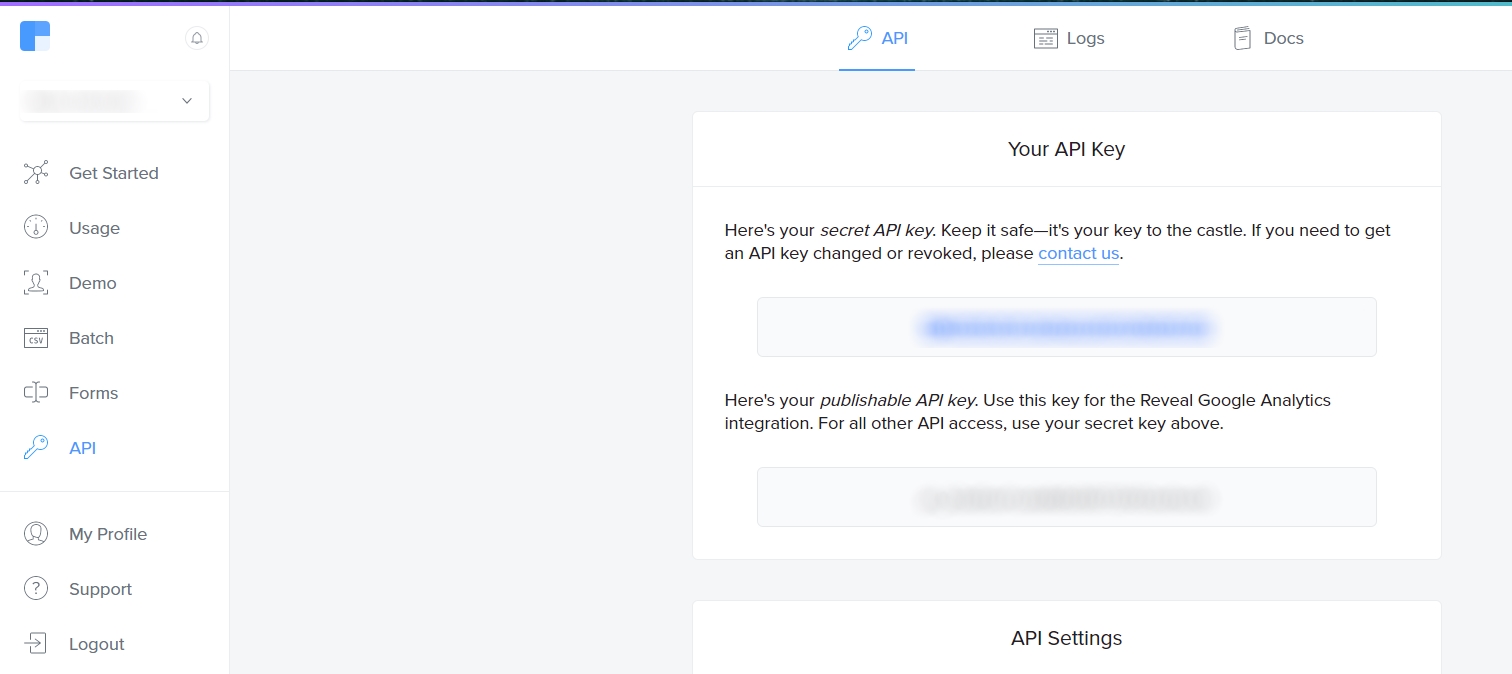 API
Logs
Docs
Get Started
Usage
Demo
CSV
Batch
Forms
API
My Profile
?
Support
Logout
Your API Key
Here's your secret API key. Keep it safe—it's your key to the castle. If you need to get
an API key changed or revoked, please contact us.
Here's your publishable API key. Use this key for the Reveal Google Analytics
integration. For all other API access, use your secret key above.
API Settings